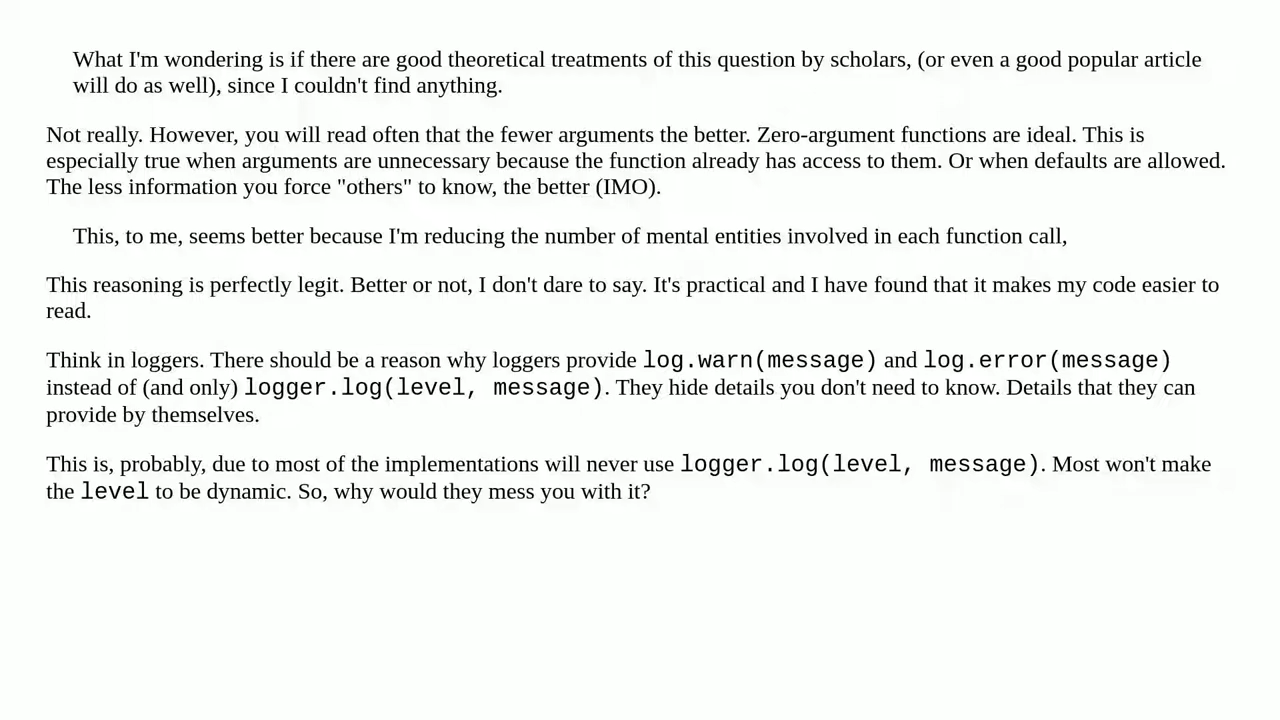 What I'm wondering is if there are good theoretical treatments of this question by scholars, (or even a good popular article
will do as well), since I couldn't find anything.
Not really. However, you will read often that the fewer arguments the better. Zero-argument functions are ideal. This is
especially true when arguments are unnecessary because the function already has access to them. Or when defaults are allowed.
The less information you force "others" to know, the better (IMO).
This, to me, seems better because I'm reducing the number of mental entities involved in each function call,
This reasoning is perfectly legit. Better or not, I don't dare to say. It's practical and I have found that it makes my code easier to
read.
Think in loggers. There should be a reason why loggers provide log.warn(message) and log.error(message)
instead of (and only) logger.log(level, message). They hide details you don't need to know. Details that they can
provide by themselves.
This is, probably, due to most of the implementations will never use logger.log(level, message). Most won't make
the level to be dynamic. So, why would they mess you with it?